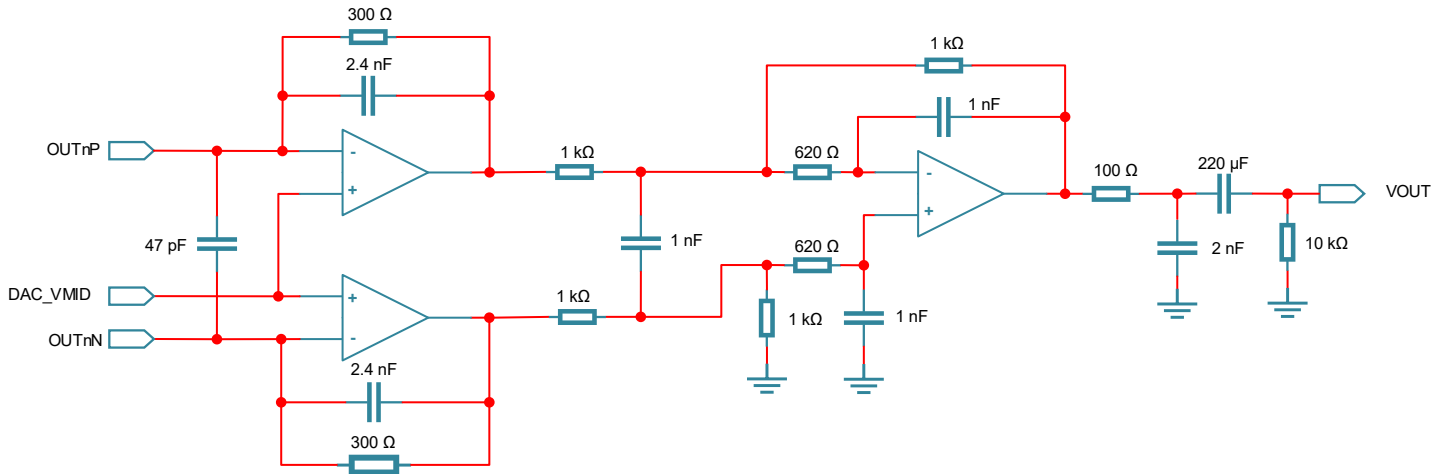 300 Ω
1 kΩ
2.4 nF
1 nF
OUTnP
1 kΩ
620 Ω
-
-
+
+
100 Ω
220 µF
VOUT
47 pF
1 nF
620 Ω
2 nF
10 kΩ
DAC_VMID
+
1 kΩ
1 kΩ
1 nF
OUTnN
-
2.4 nF
300 Ω